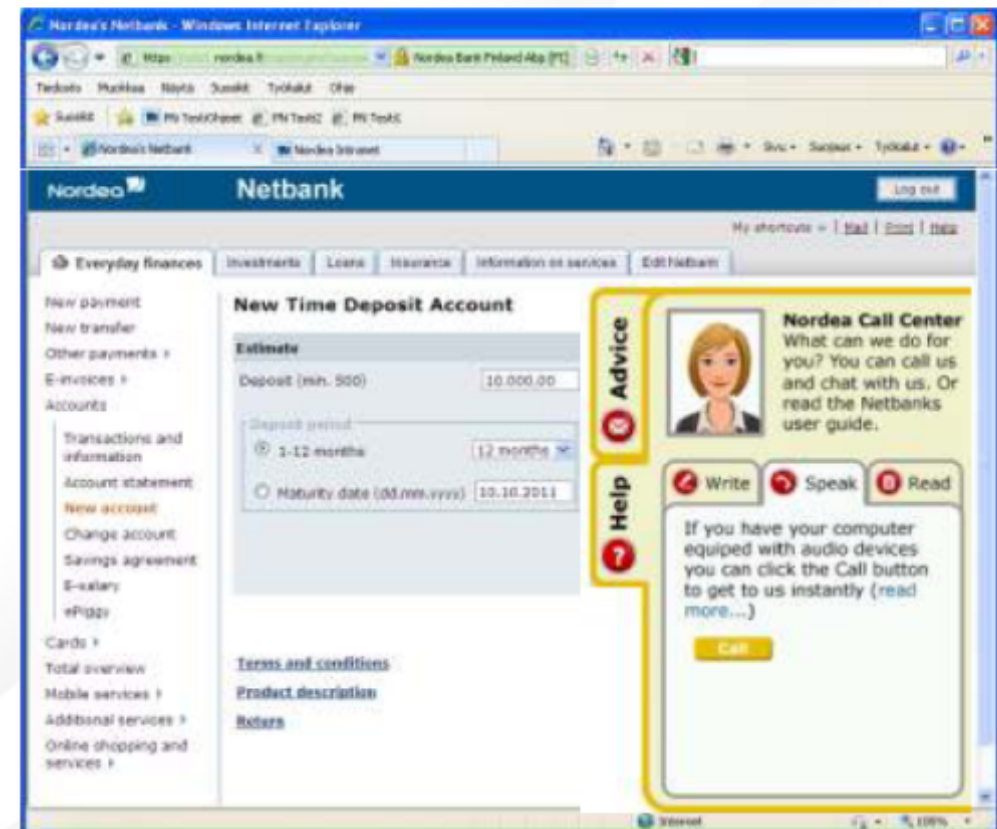 Nordea's Netbank - Windows Internet Explorer
nordea.fi
Nordea Bank Finland Abp [FI]
Tiedosto Muokkaa Näytä Suosikit Työkalut Ohje
Suosikit
Nordea's Netbank
Nordea Intranet
Sivu
Suojaus
Työkalut
Nordea
Netbank
Log out
My shortcuts
| Mail | Print | Help
Everyday finances
Investments
Loans
Insurance
Information on services
Edit Netbank
New payment
New transfer
Other payments
E-invoices
Accounts
Transactions and
information
Account statement
New account
Change account
Savings agreement
E-salary
ePiggy
Cards
Total overview
Mobile services
Additional services
Online shopping and
services
New Time Deposit Account
Estimate
Deposit (min. 500)
10.000,00
Deposit period
1-12 months
12 months
Maturity date (dd.mm.yyyy)
10.10.2011
Terms and conditions
Product description
Return
Advice
Help
Nordea Call Center
What can we do for
you? You can call us
and chat with us. Or
read the Netbanks
user guide.
Write
Speak
Read
If you have your computer
equiped with audio devices
you can click the Call button
to get to us instantly (read
more...)
Call
Internet
100%